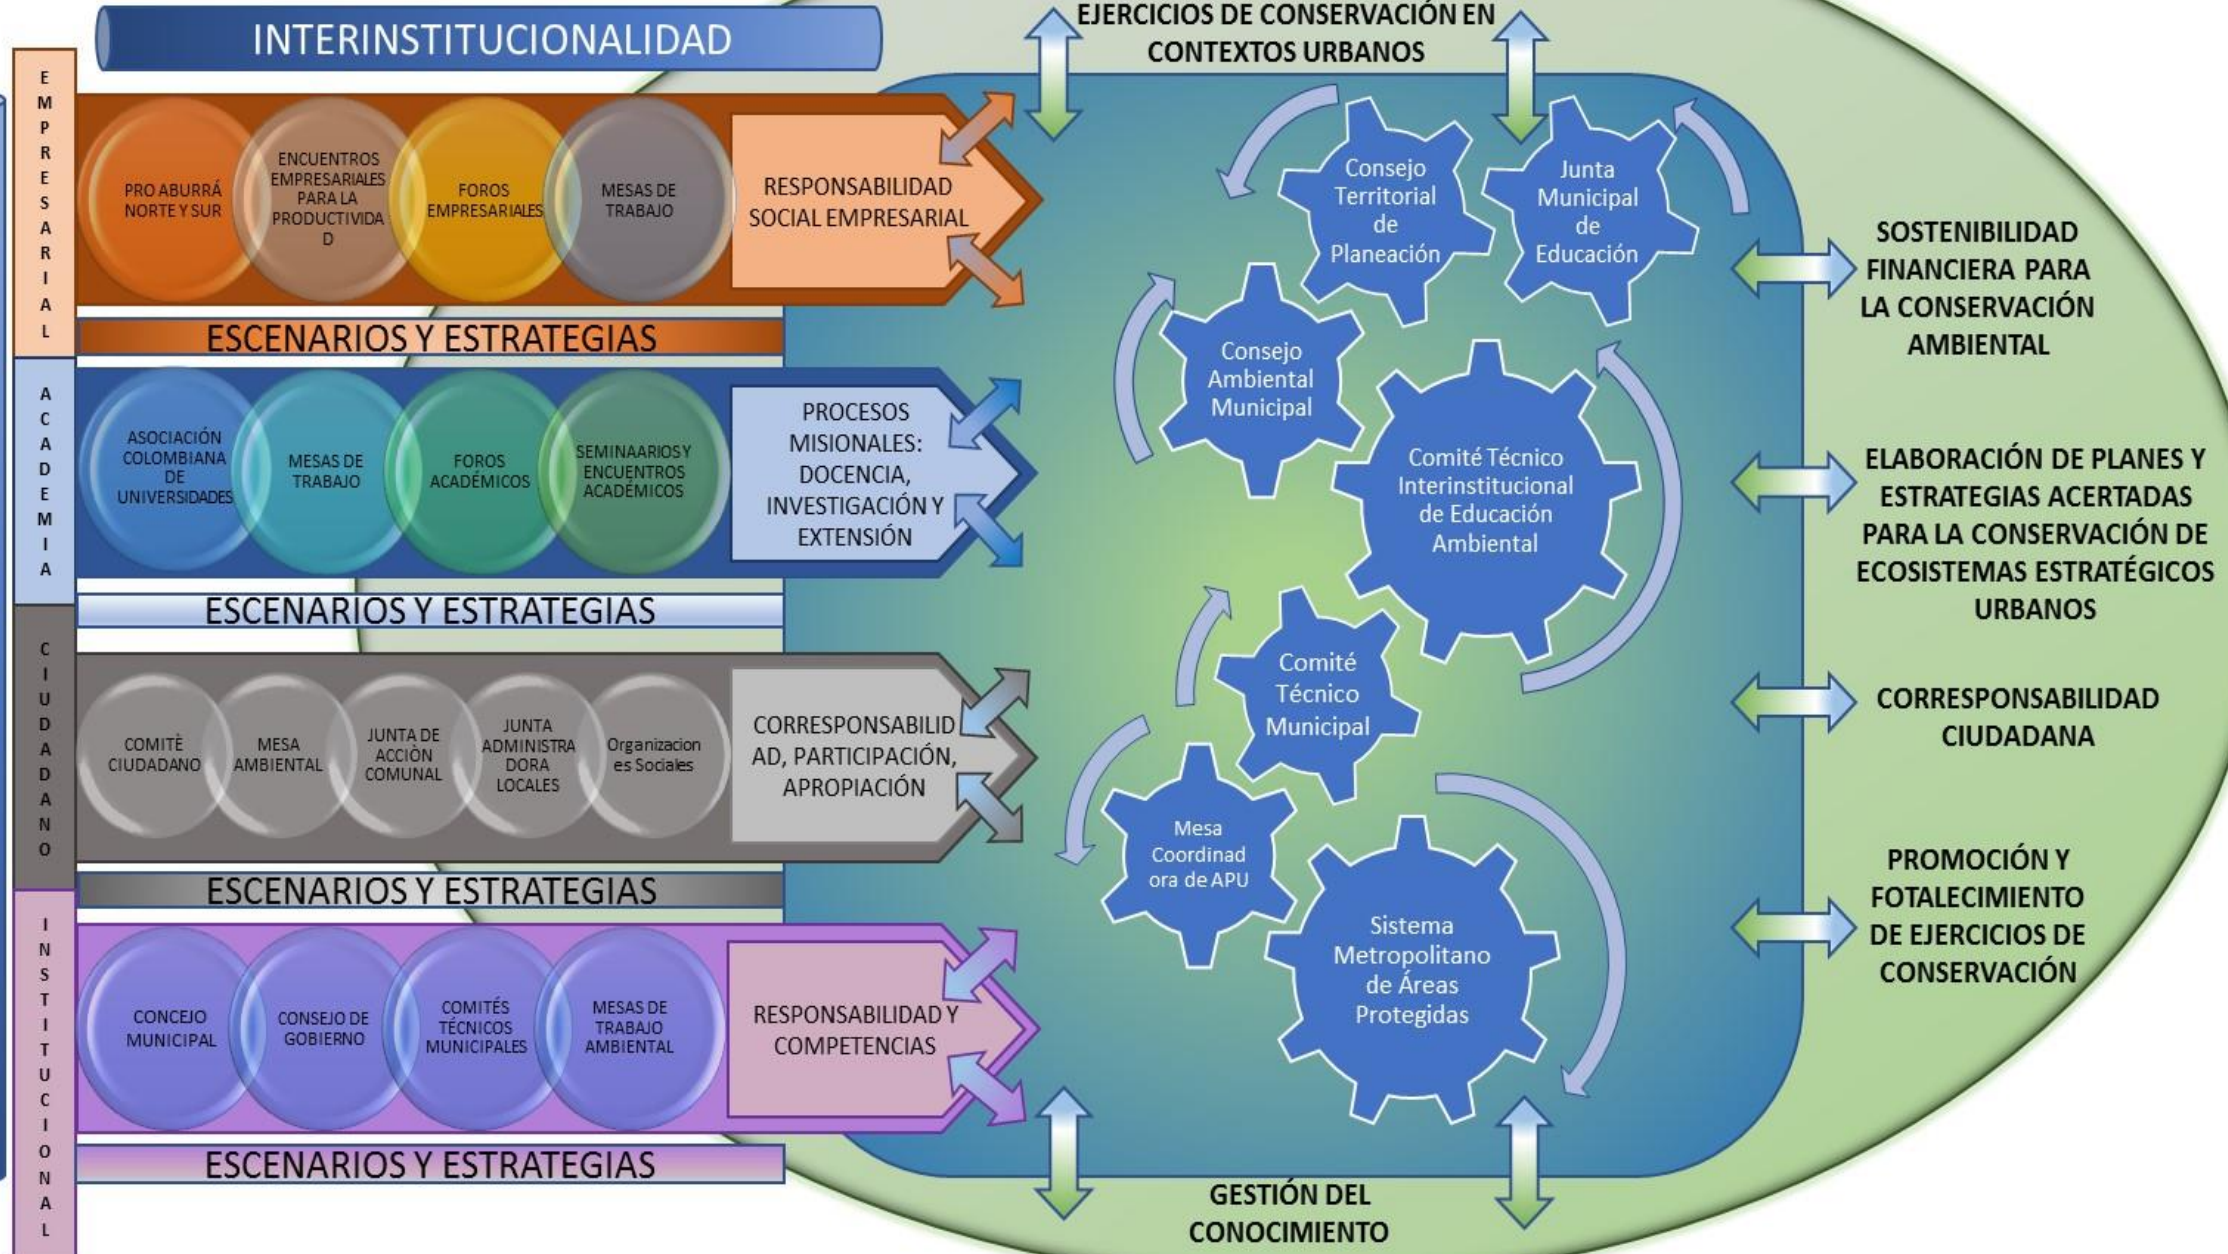 INTERINSTITUCIONALIDAD
EMPRESARIAL
PRO ABURRÁ
NORTE Y SUR
ENCUENTROS
EMPRESARIALES
PARA LA
PRODUCTIVIDA
D
FOROS
EMPRESARIALES
MESAS DE
TRABAJO
RESPONSABILIDAD
SOCIAL EMPRESARIAL
ESCENARIOS Y ESTRATEGIAS
ACADEMIA
ASOCIACIÓN
COLOMBIANA
DE
UNIVERSIDADES
MESAS DE
TRABAJO
FOROS
ACADÉMICOS
SEMINAARIOS Y
ENCUENTROS
ACADÉMICOS
PROCESOS
MISIONALES:
DOCENCIA,
INVESTIGACIÓN Y
EXTENSIÓN
ESCENARIOS Y ESTRATEGIAS
CIUDADANO
COMITÈ
CIUDADANO
MESA
AMBIENTAL
JUNTA DE
ACCIÒN
COMUNAL
JUNTA
ADMINISTRA
DORA
LOCALES
Organizacion
es Sociales
CORRESPONSABILID
AD, PARTICIPACIÓN,
APROPIACIÓN
ESCENARIOS Y ESTRATEGIAS
INSTITUCIONAL
CONCEJO
MUNICIPAL
CONSEJO DE
GOBIERNO
COMITÉS
TÉCNICOS
MUNICIPALES
MESAS DE
TRABAJO
AMBIENTAL
RESPONSABILIDAD Y
COMPETENCIAS
ESCENARIOS Y ESTRATEGIAS
EJERCICIOS DE CONSERVACIÓN EN
CONTEXTOS URBANOS
Consejo
Territorial
de
Planeación
Junta
Municipal
de
Educación
Consejo
Ambiental
Municipal
Comité Técnico
Interinstitucional
de Educación
Ambiental
Comité
Técnico
Municipal
Mesa
Coordinad
ora de APU
Sistema
Metropolitano
de Áreas
Protegidas
SOSTENIBILIDAD
FINANCIERA PARA
LA CONSERVACIÓN
AMBIENTAL
ELABORACIÓN DE PLANES Y
ESTRATEGIAS ACERTADAS
PARA LA CONSERVACIÓN DE
ECOSISTEMAS ESTRATÉGICOS
URBANOS
CORRESPONSABILIDAD
CIUDADANA
PROMOCIÓN Y
FOTALECIMIENTO
DE EJERCICIOS DE
CONSERVACIÓN
GESTIÓN DEL
CONOCIMIENTO